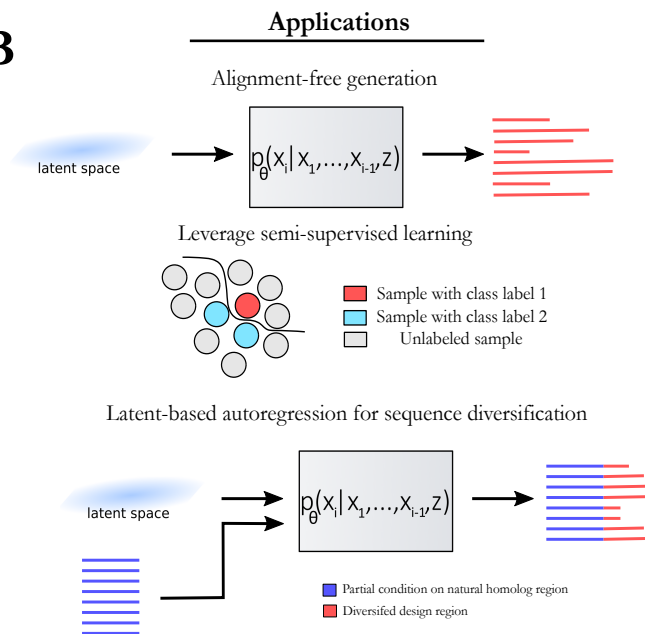 B
Applications
Alignment-free generation
latent space
pθ(xi|x1,...,xi-1,z)
Leverage semi-supervised learning
Sample with class label 1
Sample with class label 2
Unlabeled sample
Latent-based autoregression for sequence diversification
latent space
pθ(xi|x1,...,xi-1,z)
Partial condition on natural homolog region
Diversifed design region